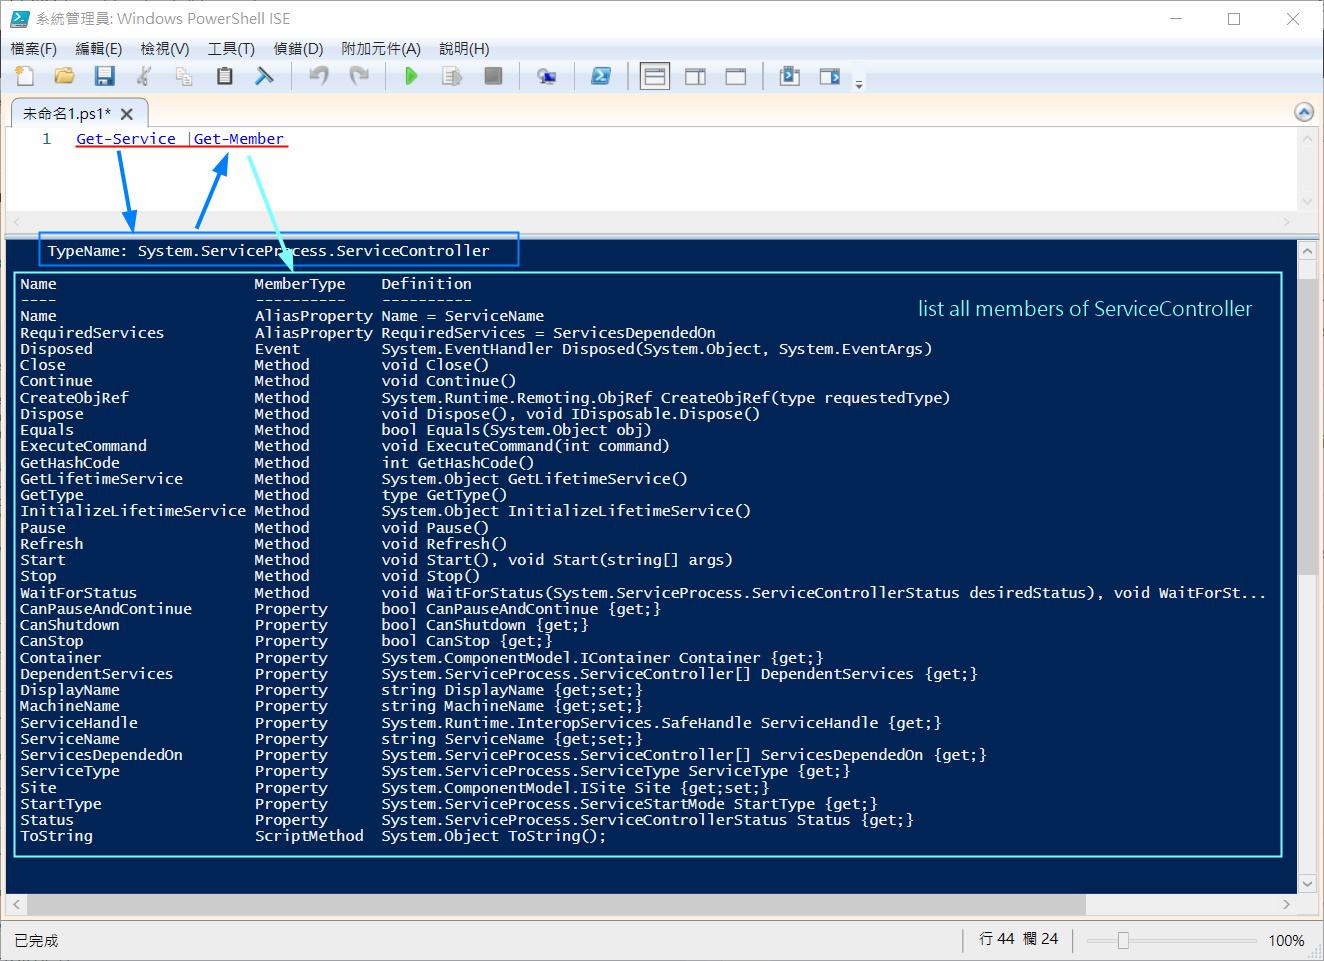 系統管理員: Windows PowerShell ISE
檔案(F) 編輯(E) 檢視(V) 工具(T) 偵錯(D) 附加元件(A) 說明(H)
未命名1.ps1*
1 Get-Service |Get-Member
TypeName: System.ServiceProcess.ServiceController
Name MemberType Definition
---- ---------- ----------
list all members of ServiceController
Name AliasProperty Name = ServiceName
RequiredServices AliasProperty RequiredServices = ServicesDependedOn
Disposed Event System.EventHandler Disposed(System.Object, System.EventArgs)
Close Method void Close()
Continue Method void Continue()
CreateObjRef Method System.Runtime.Remoting.ObjRef CreateObjRef(type requestedType)
Dispose Method void Dispose(), void IDisposable.Dispose()
Equals Method bool Equals(System.Object obj)
ExecuteCommand Method void ExecuteCommand(int command)
GetHashCode Method int GetHashCode()
GetLifetimeService Method System.Object GetLifetimeService()
GetType Method type GetType()
InitializeLifetimeService Method System.Object InitializeLifetimeService()
Pause Method void Pause()
Refresh Method void Refresh()
Start Method void Start(), void Start(string[] args)
Stop Method void Stop()
WaitForStatus Method void WaitForStatus(System.ServiceProcess.ServiceControllerStatus desiredStatus), void WaitForSt...
CanPauseAndContinue Property bool CanPauseAndContinue {get;}
CanShutdown Property bool CanShutdown {get;}
CanStop Property bool CanStop {get;}
Container Property System.ComponentModel.IContainer Container {get;}
DependentServices Property System.ServiceProcess.ServiceController[] DependentServices {get;}
DisplayName Property string DisplayName {get;set;}
MachineName Property string MachineName {get;set;}
ServiceHandle Property System.Runtime.InteropServices.SafeHandle ServiceHandle {get;}
ServiceName Property string ServiceName {get;set;}
ServicesDependedOn Property System.ServiceProcess.ServiceController[] ServicesDependedOn {get;}
ServiceType Property System.ServiceProcess.ServiceType ServiceType {get;}
Site Property System.ComponentModel.ISite Site {get;set;}
StartType Property System.ServiceProcess.ServiceStartMode StartType {get;}
Status Property System.ServiceProcess.ServiceControllerStatus Status {get;}
ToString ScriptMethod System.Object ToString();
已完成 行 44 欄 24 100%